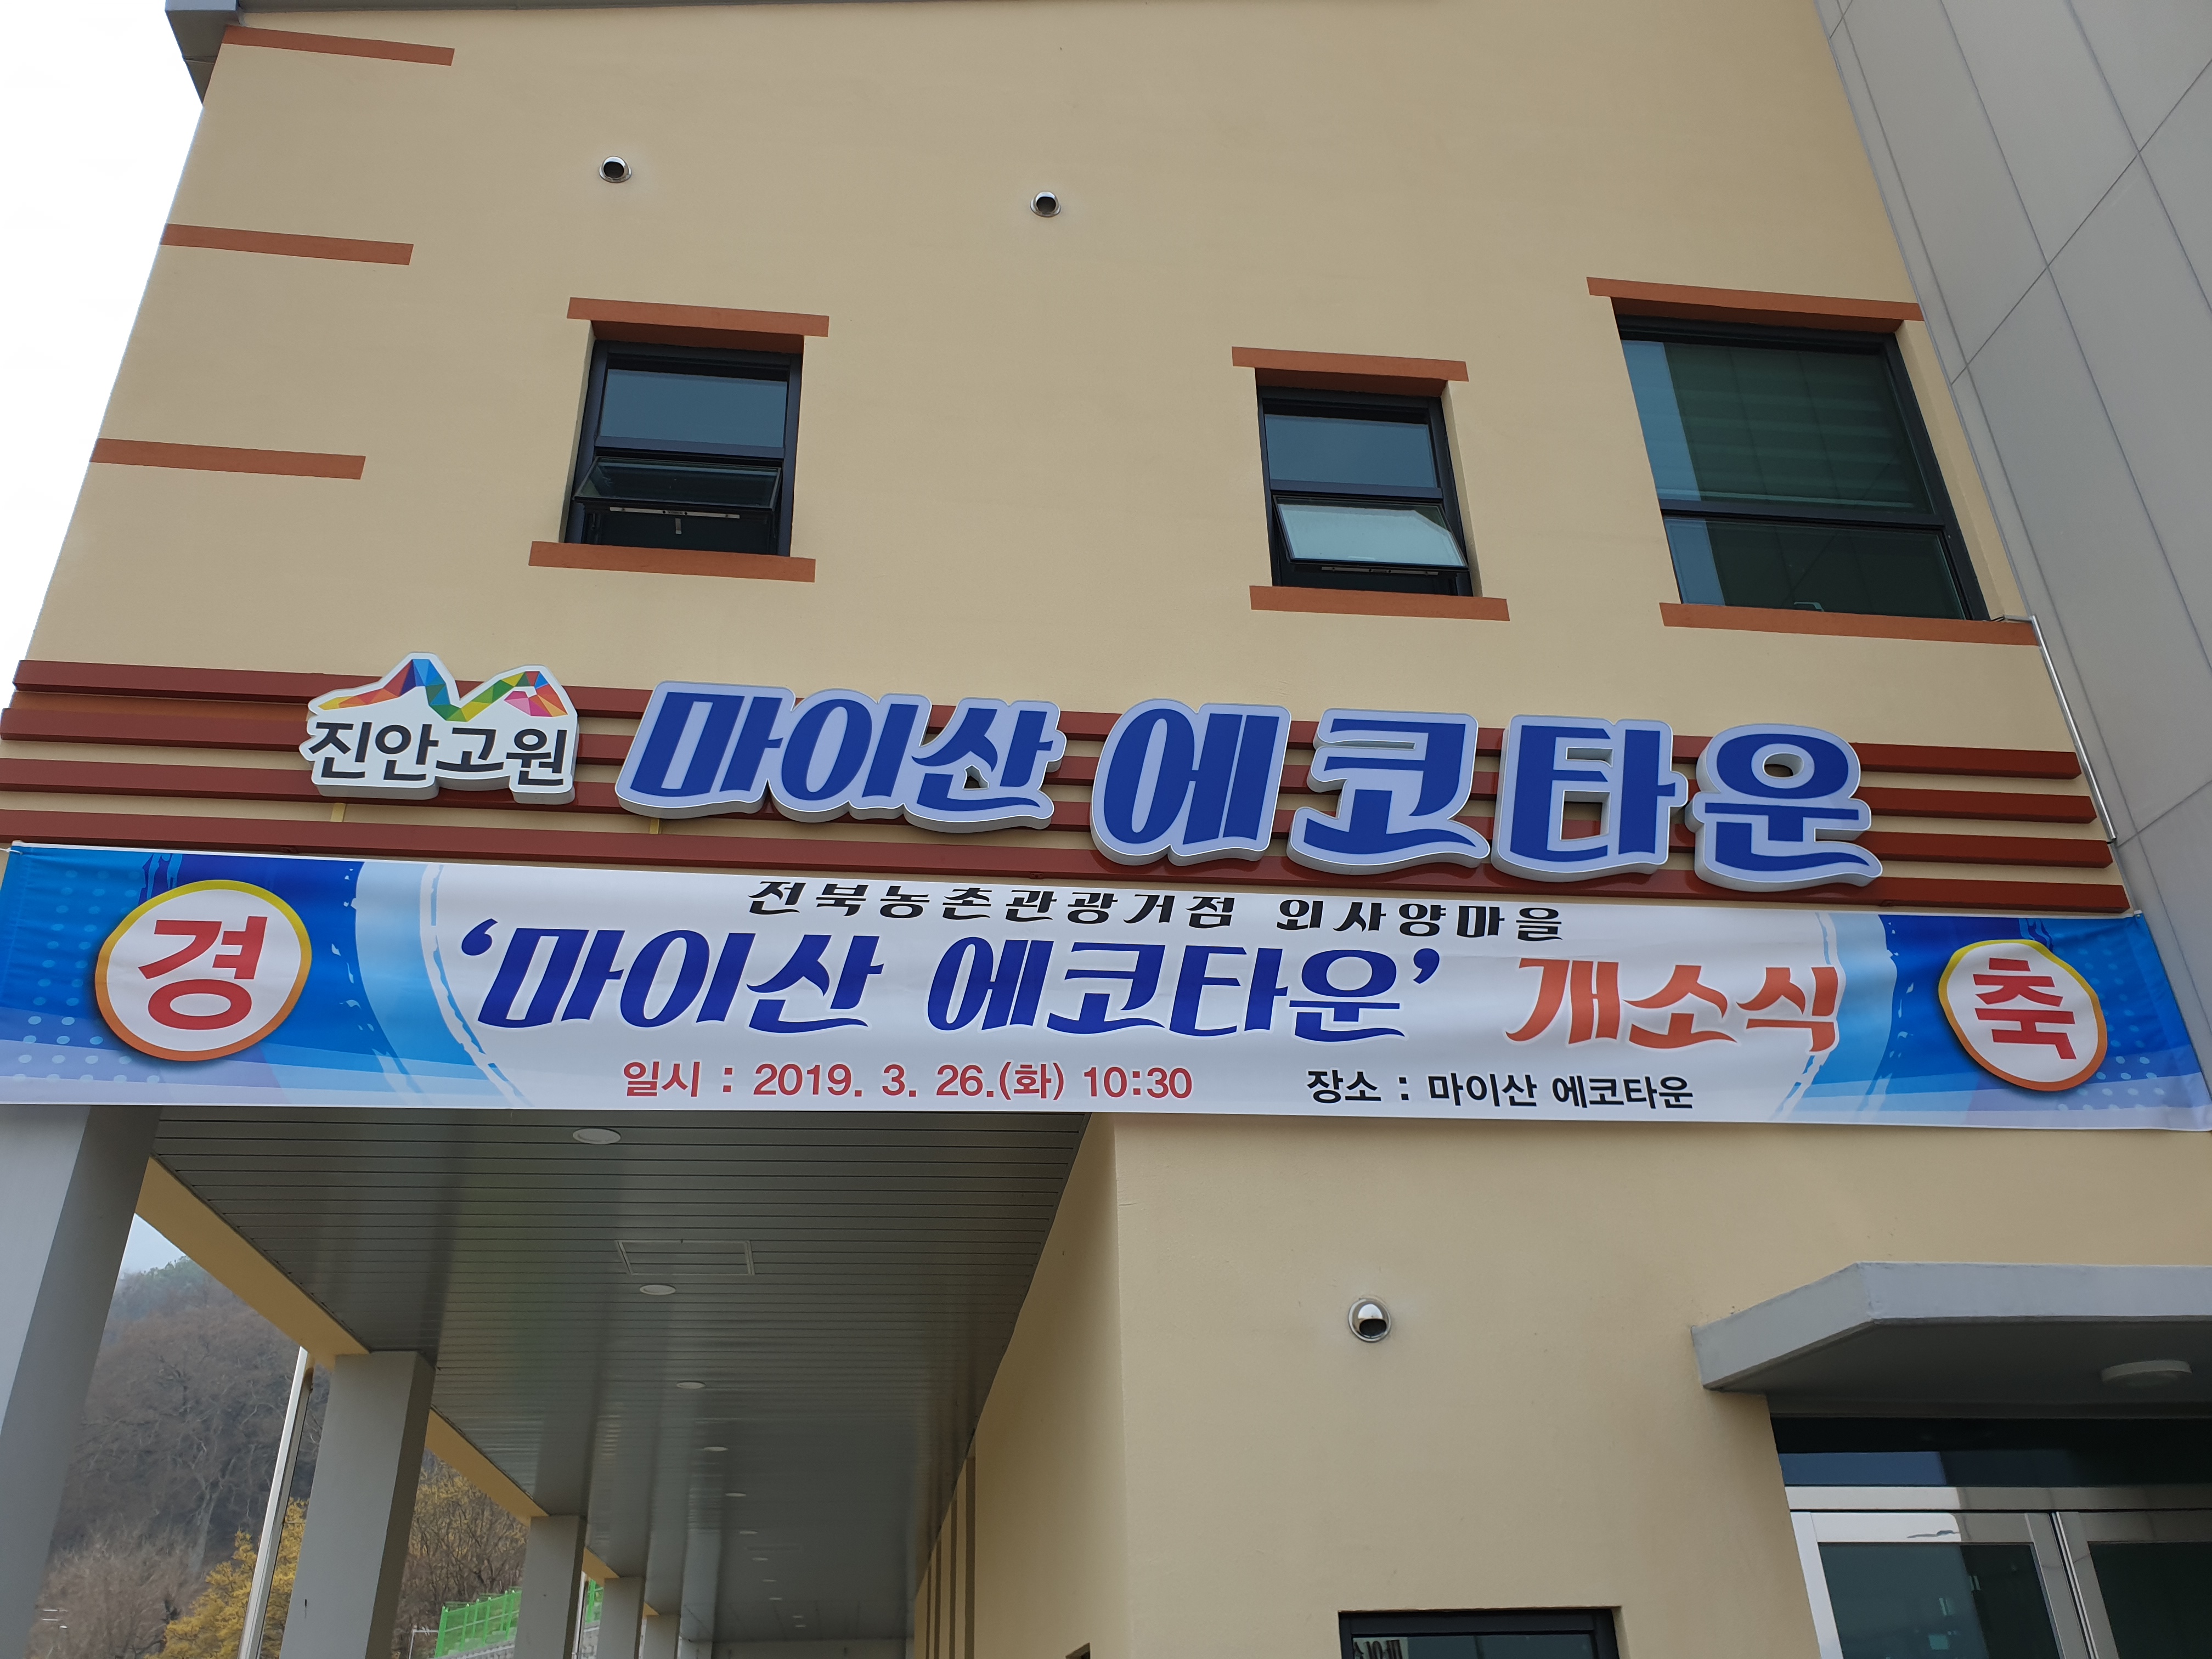 진안고원
마이산 에코타운
경
전북농촌관광거점 외사양마을
'마이산 에코타운' 개소식
일시 : 2019. 3. 26.(화) 10:30
장소 : 마이산 에코타운
축